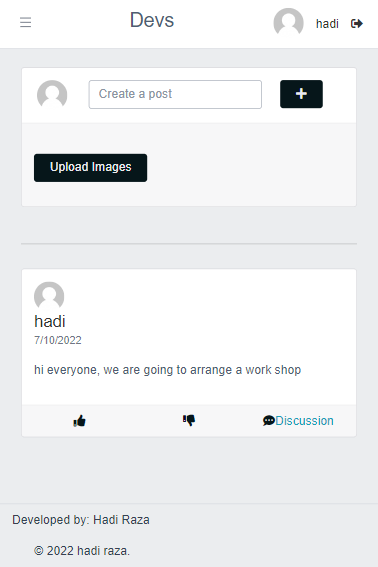 Devs
hadi
Create a post
Upload Images
hadi
7/10/2022
hi everyone, we are going to arrange a work shop
Discussion
Developed by: Hadi Raza
© 2022 hadi raza.